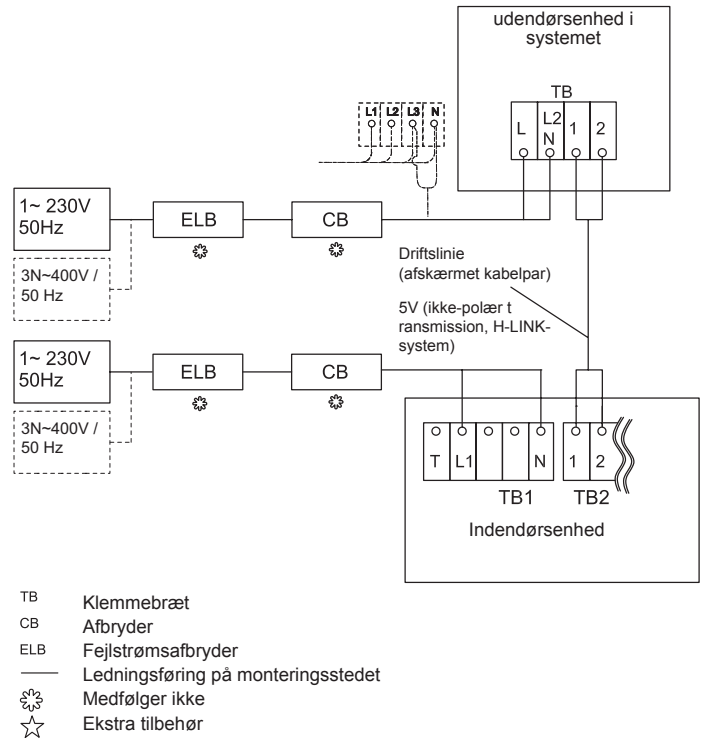 udendørsenhed i
systemet
TB
L1 L2 L3 N
L L2 N 1 2
1~ 230V
50Hz
ELB
CB
3N~400V /
50 Hz
Driftslinie
(afskærmet kabelpar)
5V (ikke-polær t
ransmission, H-LINK-
system)
1~ 230V
50Hz
ELB
CB
3N~400V /
50 Hz
T L1 N 1 2
TB1 TB2
Indendørsenhed
TB Klemmebræt
CB Afbryder
ELB Fejlstrømsafbryder
Ledningsføring på monteringsstedet
Medfølger ikke
Ekstra tilbehør